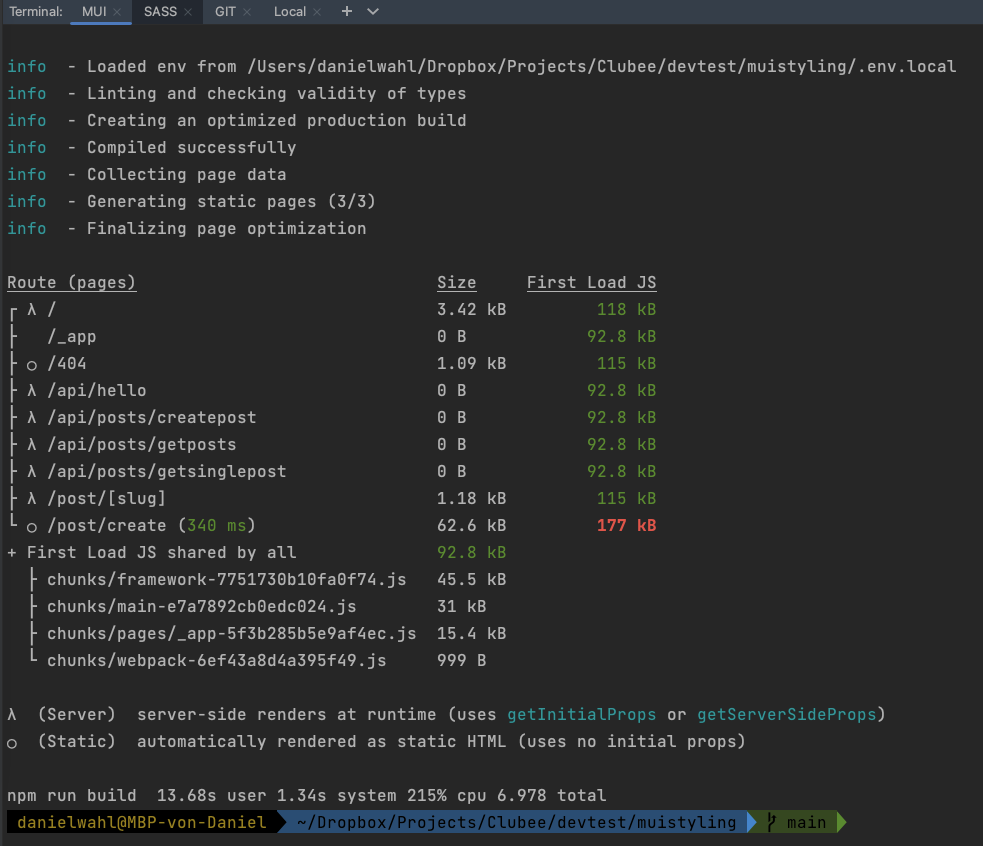 Terminal: MUI × SASS × GIT × Local × +
info - Loaded env from /Users/danielwahl/Dropbox/Projects/Clubee/devtest/muistyling/.env.local
info - Linting and checking validity of types
info - Creating an optimized production build
info - Compiled successfully
info - Collecting page data
info - Generating static pages (3/3)
info - Finalizing page optimization
Route (pages) Size First Load JS
┌ λ / 3.42 kB 118 kB
├ /_app 0 B 92.8 kB
├ ○ /404 1.09 kB 115 kB
├ λ /api/hello 0 B 92.8 kB
├ λ /api/posts/createpost 0 B 92.8 kB
├ λ /api/posts/getposts 0 B 92.8 kB
├ λ /api/posts/getsinglepost 0 B 92.8 kB
├ λ /post/[slug] 1.18 kB 115 kB
└ ○ /post/create (340 ms) 62.6 kB 177 kB
+ First Load JS shared by all 92.8 kB
├ chunks/framework-7751730b10fa0f74.js 45.5 kB
├ chunks/main-e7a7892cb0edc024.js 31 kB
├ chunks/pages/_app-5f3b285b5e9af4ec.js 15.4 kB
└ chunks/webpack-6ef43a8d4a395f49.js 999 B
λ (Server) server-side renders at runtime (uses getInitialProps or getServerSideProps)
○ (Static) automatically rendered as static HTML (uses no initial props)
npm run build 13.68s user 1.34s system 215% cpu 6.978 total
danielwahl@MBP-von-Daniel ~/Dropbox/Projects/Clubee/devtest/muistyling main